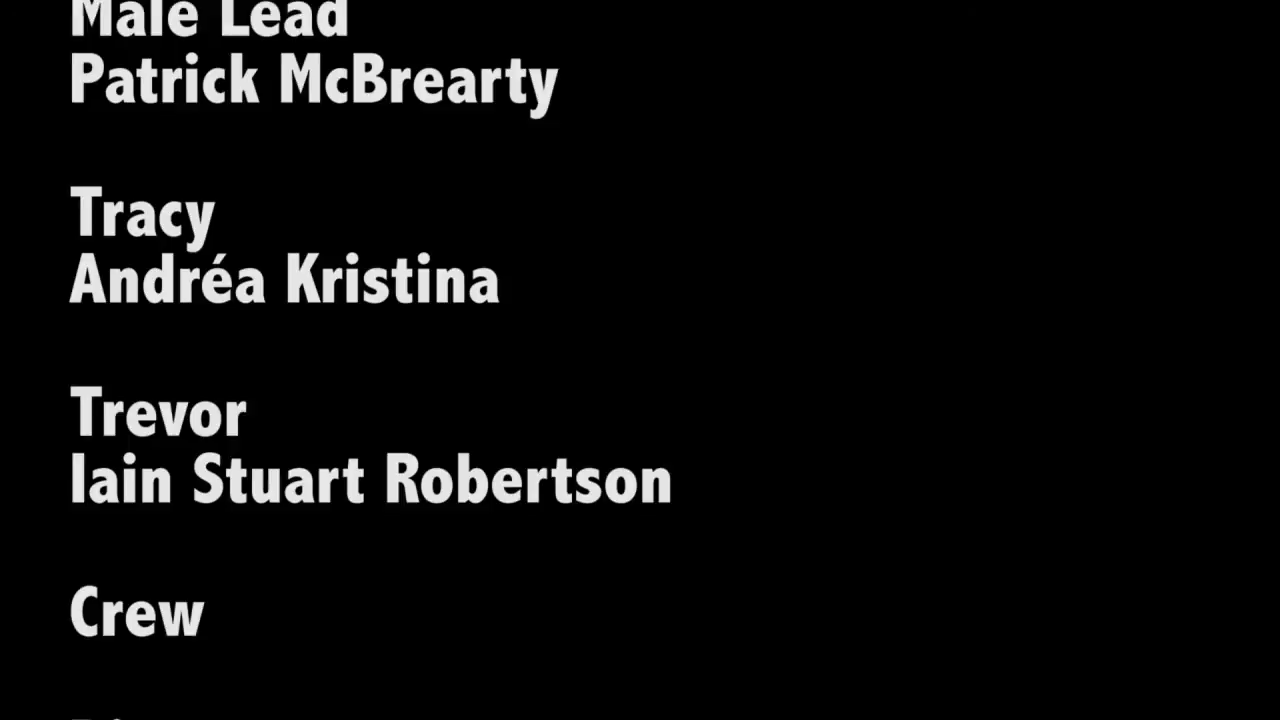 Male Lead
Patrick McBrearty
Tracy
Andréa Kristina
Trevor
Iain Stuart Robertson
Crew